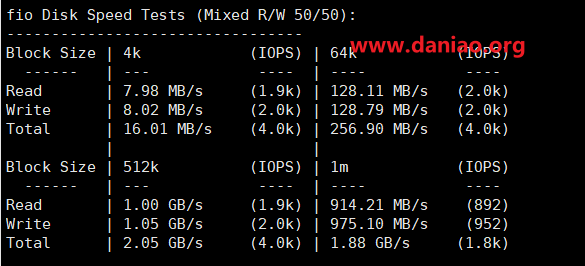 fio Disk Speed Tests (Mixed R/W 50/50):
---------------------------------
www.daniao.org
Block Size | 4k            (IOPS) | 64k           (IOPS)
  ------   | ---            ----  | ----           ----
Read       | 7.98 MB/s     (1.9k) | 128.11 MB/s   (2.0k)
Write      | 8.02 MB/s     (2.0k) | 128.79 MB/s   (2.0k)
Total      | 16.01 MB/s    (4.0k) | 256.90 MB/s   (4.0k)
           |                      |
Block Size | 512k          (IOPS) | 1m            (IOPS)
  ------   | ---            ----  | ----           ----
Read       | 1.00 GB/s     (1.9k) | 914.21 MB/s    (892)
Write      | 1.05 GB/s     (2.0k) | 975.10 MB/s    (952)
Total      | 2.05 GB/s     (4.0k) | 1.88 GB/s     (1.8k)